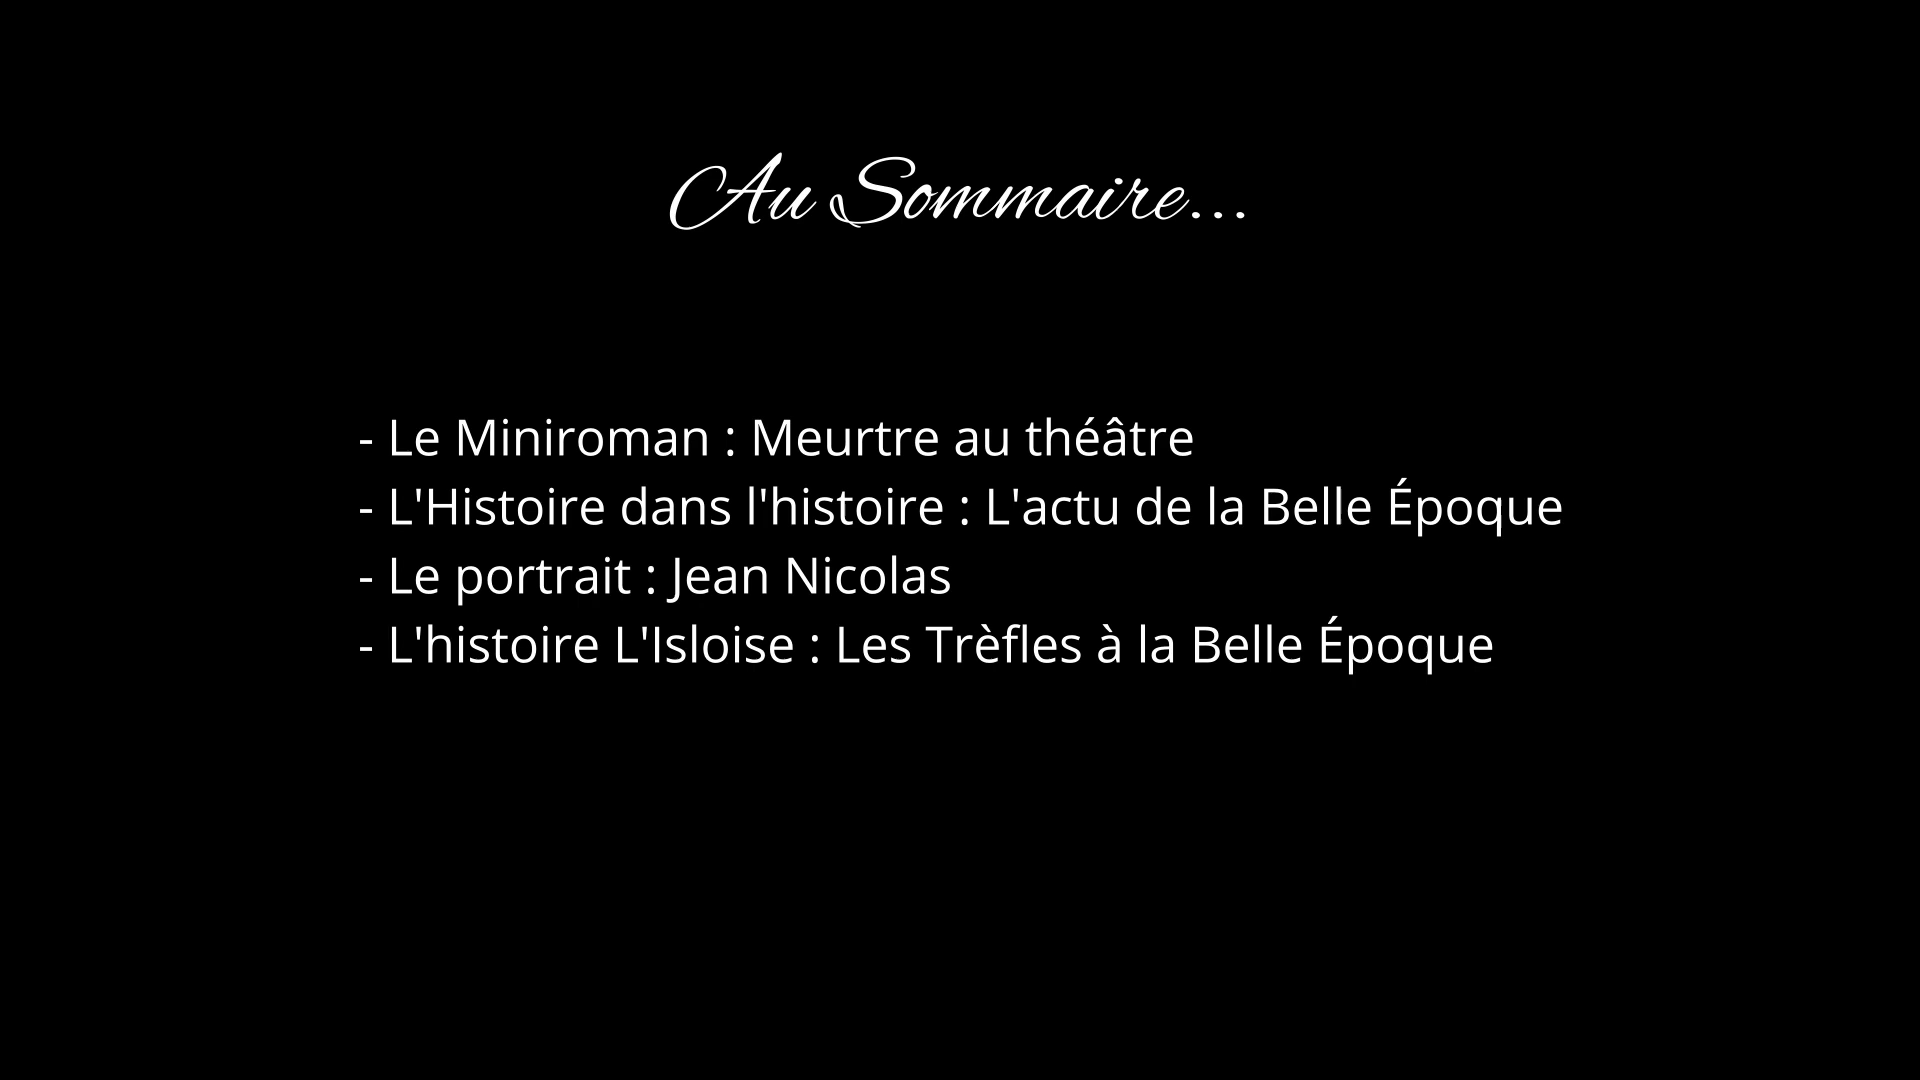 Au Sommaire...
- Le Miniroman : Meurtre au théâtre
- L'Histoire dans l'histoire : L'actu de la Belle Époque
- Le portrait : Jean Nicolas
- L'histoire L'Isloise : Les Trèfles à la Belle Époque